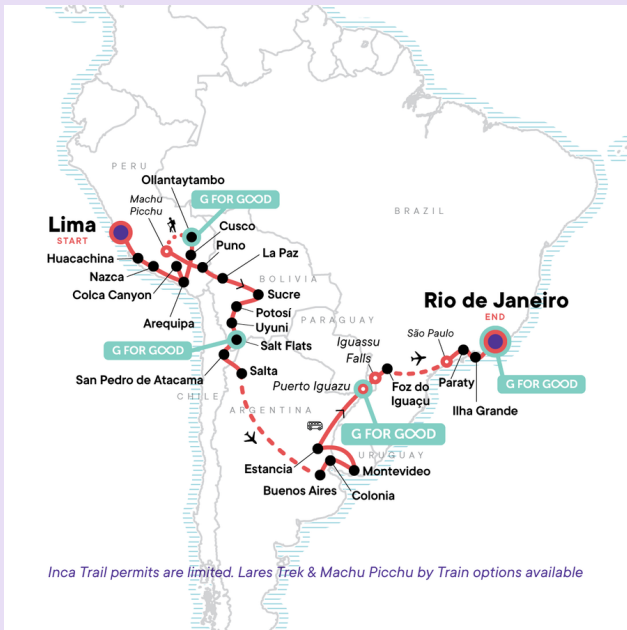 PERU
Ollantaytambo
Machu
Picchu
G FOR GOOD
Lima
START
Cusco
BRAZIL
Puno
Huacachina
La Paz
Nazca
BOLIVIA
Colca Canyon
Sucre
Rio de Janeiro
Potosí
END
Arequipa
PARAGUAY
Uyuni
São Paulo
Iguassu
Falls
G FOR GOOD
Salt Flats
Salta
San Pedro de Atacama
Puerto Iguazu
Foz do
Iguaçu
Paraty
G FOR GOOD
CHILE
ARGENTINA
Ilha Grande
G FOR GOOD
URUGUAY
Estancia
Montevideo
Buenos Aires
Colonia
Inca Trail permits are limited. Lares Trek & Machu Picchu by Train options available